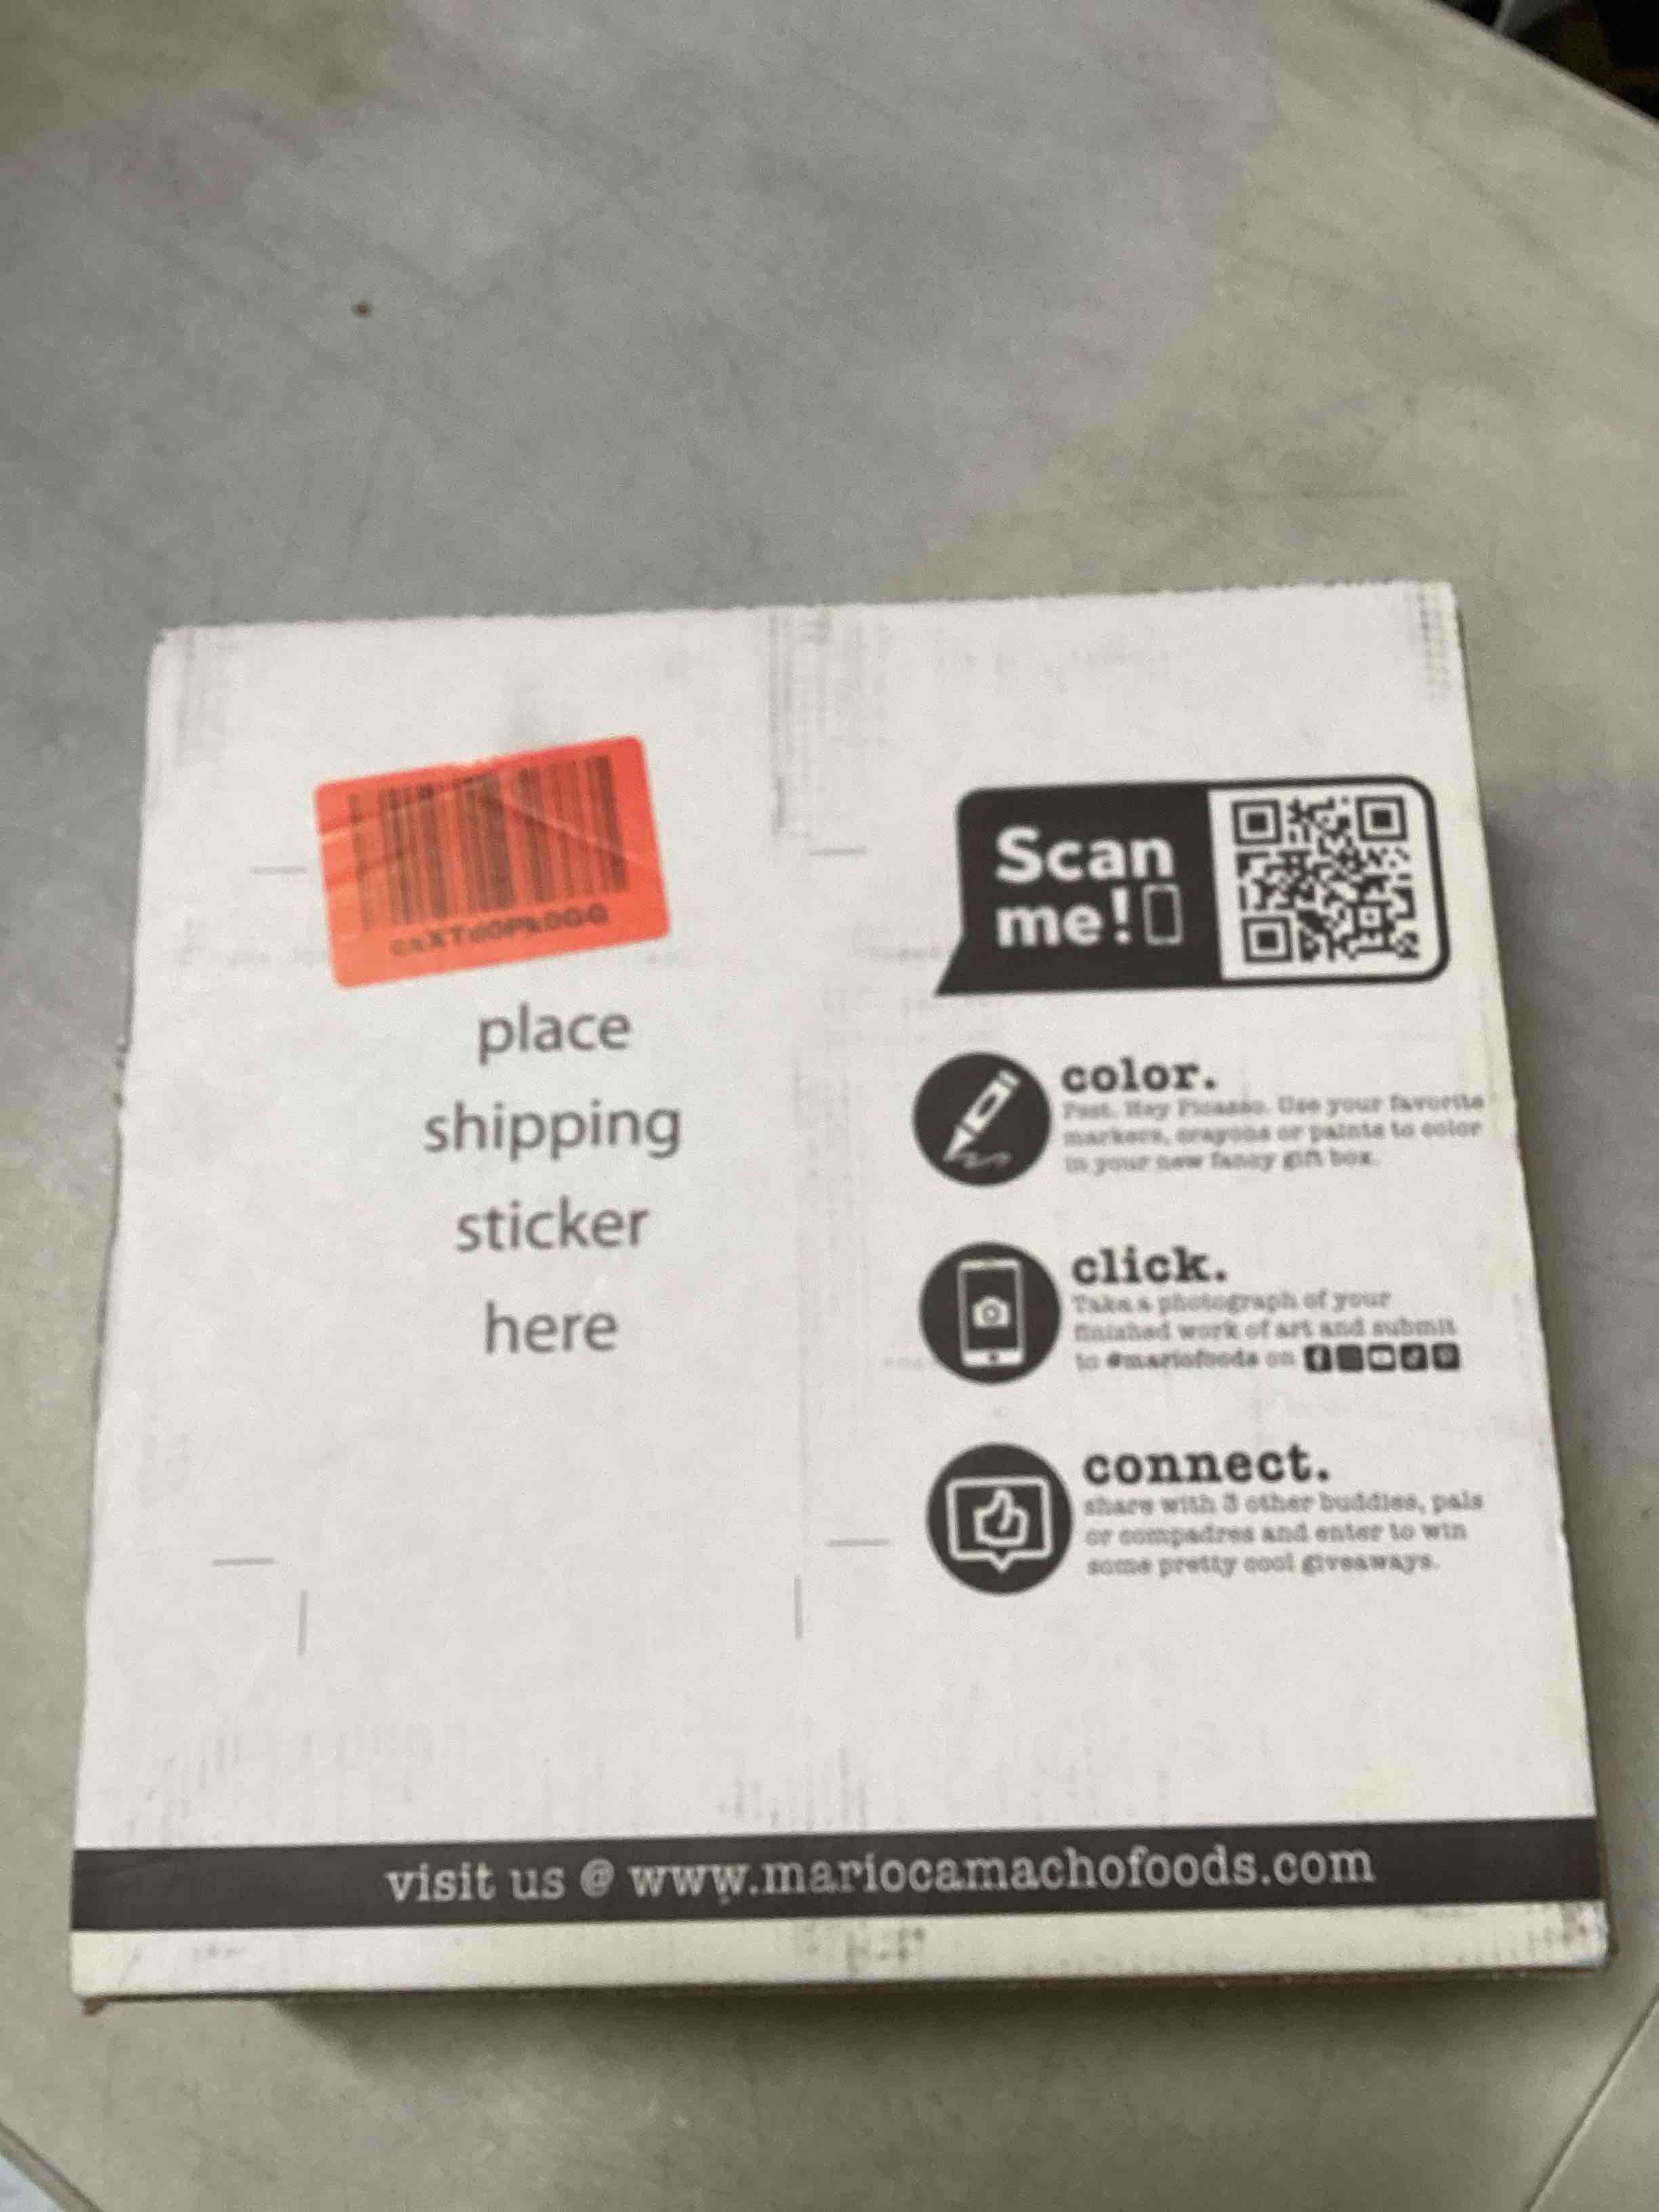 place
shipping
sticker
here
Scan
me!
color.
Psst. Hey Picasso. Use your favorite
markers, crayons or paints to color
in your new fancy gift box.
click.
Take a photograph of your
finished work of art and submit
to #mariofoods on
connect.
share with 3 other buddies, pals
or compadres and enter to win
some pretty cool giveaways.
visit us @ www.mariocamachofoods.com